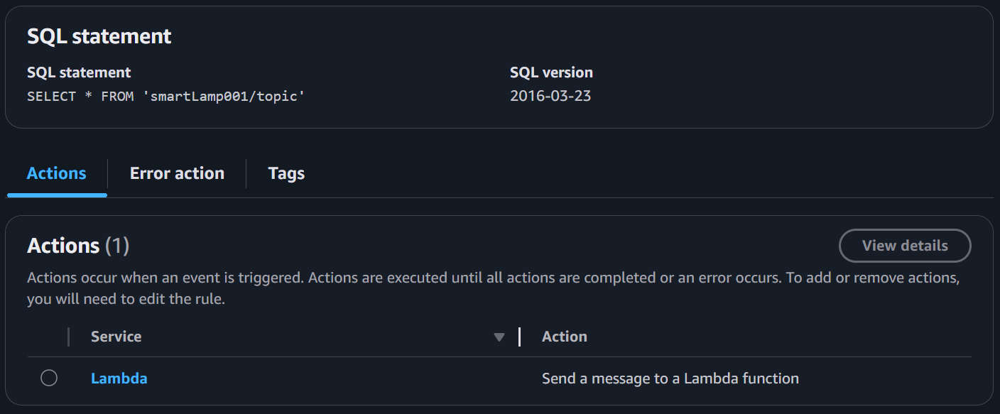 SQL statement
SQL statement
SQL version
SELECT * FROM 'smartLamp001/topic'
2016-03-23
Actions
Error action
Tags
Actions (1)
View details
Actions occur when an event is triggered. Actions are executed until all actions are completed or an error occurs. To add or remove actions,
you will need to edit the rule.
Service
Action
Lambda
Send a message to a Lambda function